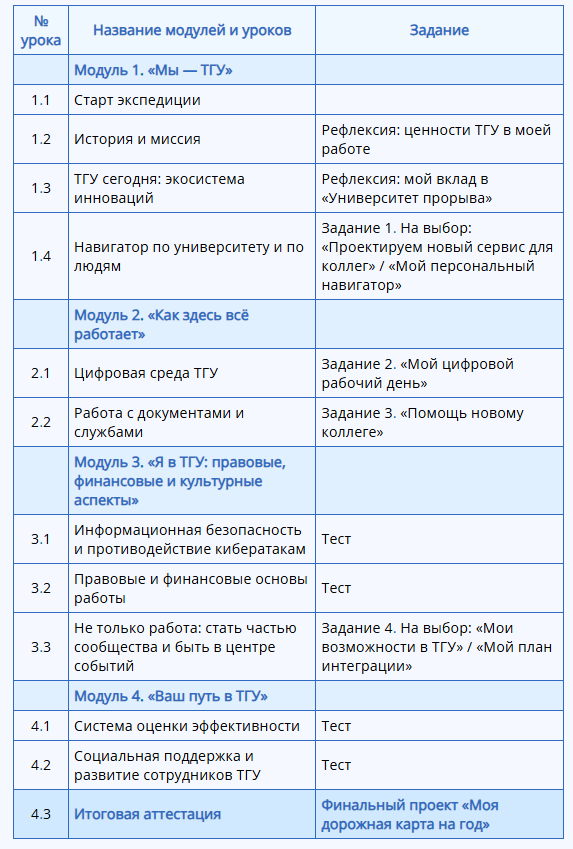 №
урока
Название модулей и уроков
Задание
Модуль 1. «Мы — ТГУ»
1.1
Старт экспедиции
1.2
История и миссия
Рефлексия: ценности ТГУ в моей
работе
1.3
ТГУ сегодня: экосистема
инноваций
Рефлексия: мой вклад в
«Университет прорыва»
1.4
Навигатор по университету и по
людям
Задание 1. На выбор:
«Проектируем новый сервис для
коллег» / «Мой персональный
навигатор»
Модуль 2. «Как здесь всё
работает»
2.1
Цифровая среда ТГУ
Задание 2. «Мой цифровой
рабочий день»
2.2
Работа с документами и
службами
Задание 3. «Помощь новому
коллеге»
Модуль 3. «Я в ТГУ: правовые,
финансовые и культурные
аспекты»
3.1
Информационная безопасность
и противодействие кибератакам
Тест
3.2
Правовые и финансовые основы
работы
Тест
3.3
Не только работа: стать частью
сообщества и быть в центре
событий
Задание 4. На выбор: «Мои
возможности в ТГУ» / «Мой план
интеграции»
Модуль 4. «Ваш путь в ТГУ»
4.1
Система оценки эффективности
Тест
4.2
Социальная поддержка и
развитие сотрудников ТГУ
Тест
4.3
Итоговая аттестация
Финальный проект «Моя
дорожная карта на год»